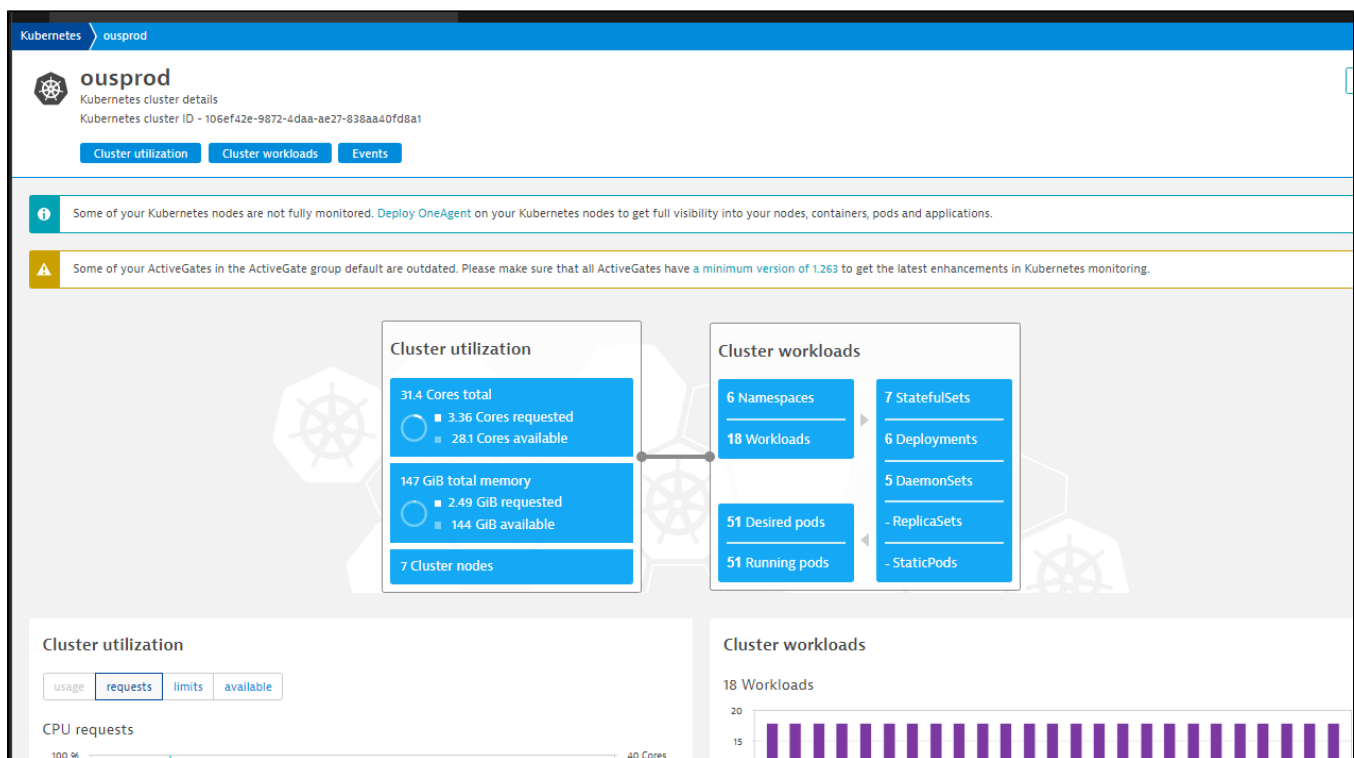 Kubernetes
ousprod
ousprod
Kubernetes cluster details
Kubernetes cluster ID - 106ef42e-9872-4daa-ae27-838aa40fd8a1
Cluster utilization
Cluster workloads
Events
Some of your Kubernetes nodes are not fully monitored. Deploy OneAgent on your Kubernetes nodes to get full visibility into your nodes, containers, pods and applications.
Some of your ActiveGates in the ActiveGate group default are outdated. Please make sure that all ActiveGates have a minimum version of 1.263 to get the latest enhancements in Kubernetes monitoring.
Cluster utilization
31.4 Cores total
3.36 Cores requested
28.1 Cores available
147 GiB total memory
2.49 GiB requested
144 GiB available
7 Cluster nodes
Cluster workloads
6 Namespaces
18 Workloads
7 StatefulSets
6 Deployments
5 DaemonSets
- ReplicaSets
- StaticPods
51 Desired pods
51 Running pods
Cluster utilization
usage
requests
limits
available
CPU requests
100 %
40 Cores
Cluster workloads
18 Workloads
20
15